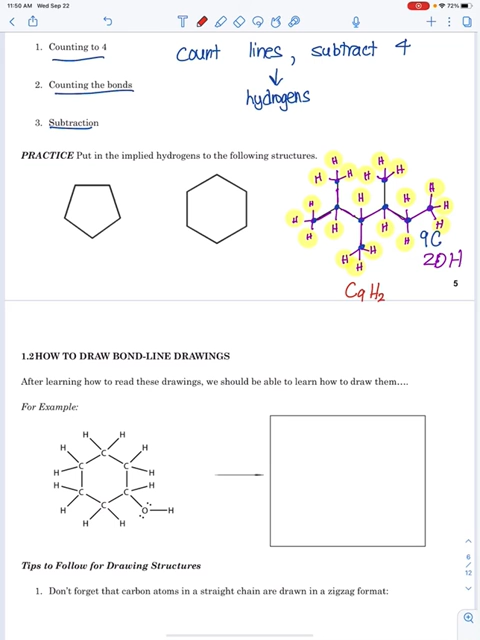 11:50 AM Wed Sep 22
72%
1. Counting to 4
count lines, subtract 4
2. Counting the bonds
hydrogens
3. Subtraction
PRACTICE Put in the implied hydrogens to the following structures.
H H
H H H H
H H H H H
H H H H H
H H
H
9C
20H
C9 H2
5
1.2 HOW TO DRAW BOND-LINE DRAWINGS
After learning how to read these drawings, we should be able to learn how to draw them….
For Example:
H H
H C H
C C
H H
H H
C C
H C O H
H H
Tips to Follow for Drawing Structures
1. Don't forget that carbon atoms in a straight chain are drawn in a zigzag format:
6
/
12